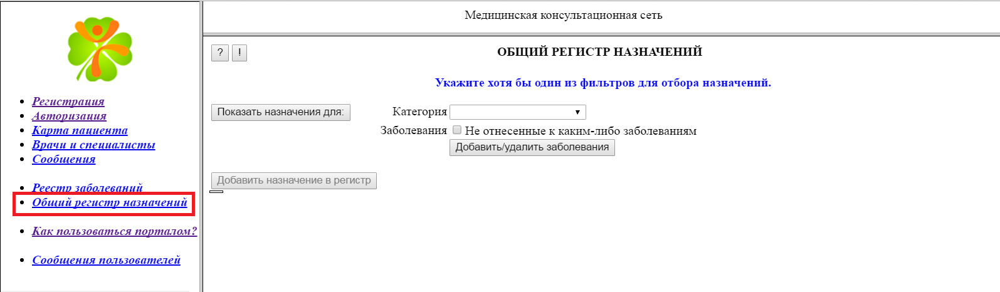 Регистрация
Авторизация
Карта пациента
Врачи и специалисты
Сообщения
Реестр заболеваний
Общий регистр назначений
Как пользоваться порталом?
Сообщения пользователей
Медицинская консультационная сеть
? !
ОБЩИЙ РЕГИСТР НАЗНАЧЕНИЙ
Укажите хотя бы один из фильтров для отбора назначений.
Показать назначения для: Категория
Заболевания Не отнесенные к каким-либо заболеваниям
Добавить/удалить заболевания
Добавить назначение в регистр